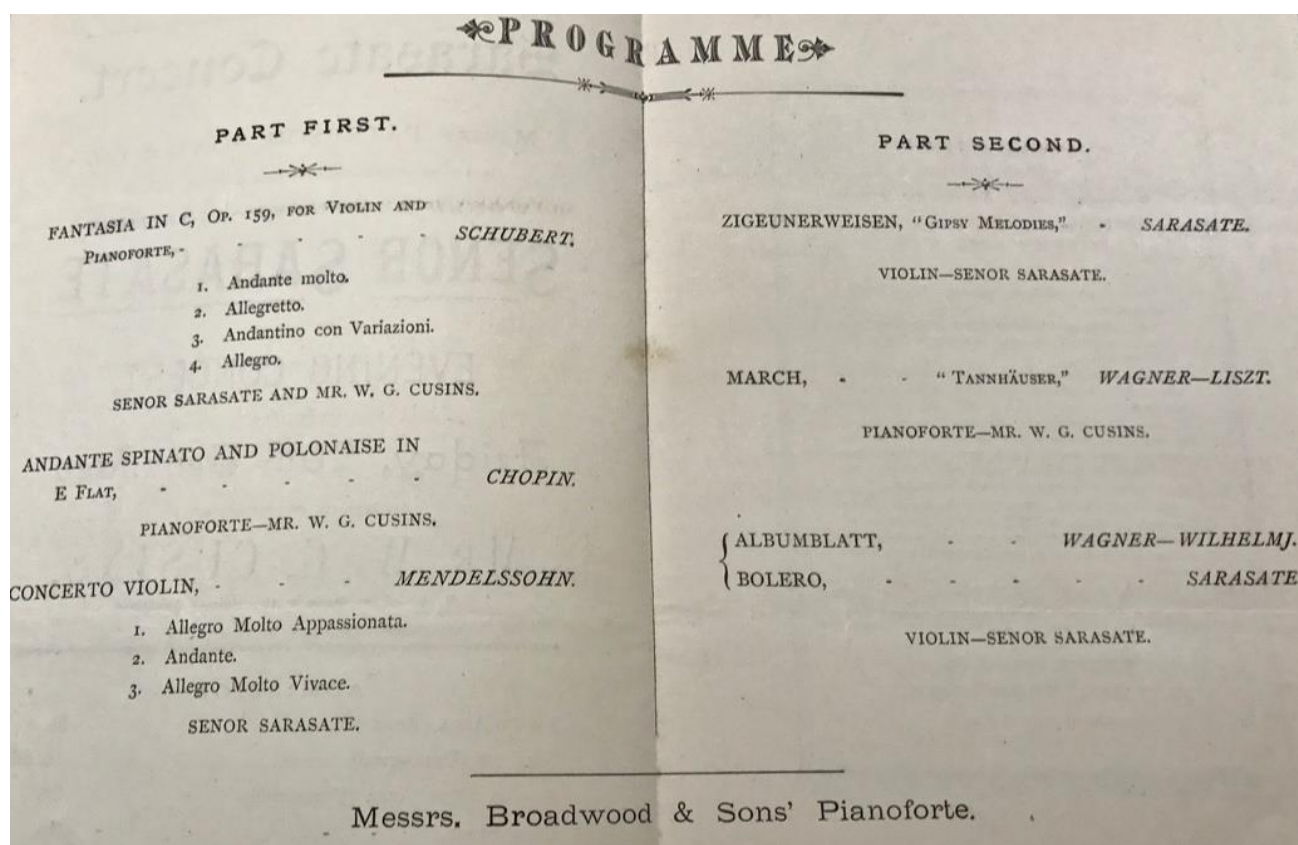 PROGRAMME
PART FIRST.
FANTASIA IN C, OP. 159, FOR VIOLIN AND
PIANOFORTE, - - - - - SCHUBERT.
1. Andante molto.
2. Allegretto.
3. Andantino con Variazioni.
4. Allegro.
SENOR SARASATE AND MR. W. G. CUSINS.
ANDANTE SPINATO AND POLONAISE IN
E FLAT, - - - - - CHOPIN.
PIANOFORTE—MR. W. G. CUSINS.
CONCERTO VIOLIN, - - - MENDELSSOHN.
1. Allegro Molto Appassionata.
2. Andante.
3. Allegro Molto Vivace.
SENOR SARASATE.
PART SECOND.
ZIGEUNERWEISEN, "GIPSY MELODIES," - SARASATE.
VIOLIN—SENOR SARASATE.
MARCH, - - "TANNHÄUSER," WAGNER—LISZT.
PIANOFORTE—MR. W. G. CUSINS.
ALBUMBLATT, - - WAGNER—WILHELMJ.
BOLERO, - - - - - SARASATE
VIOLIN—SENOR SARASATE.
Messrs. Broadwood & Sons' Pianoforte.